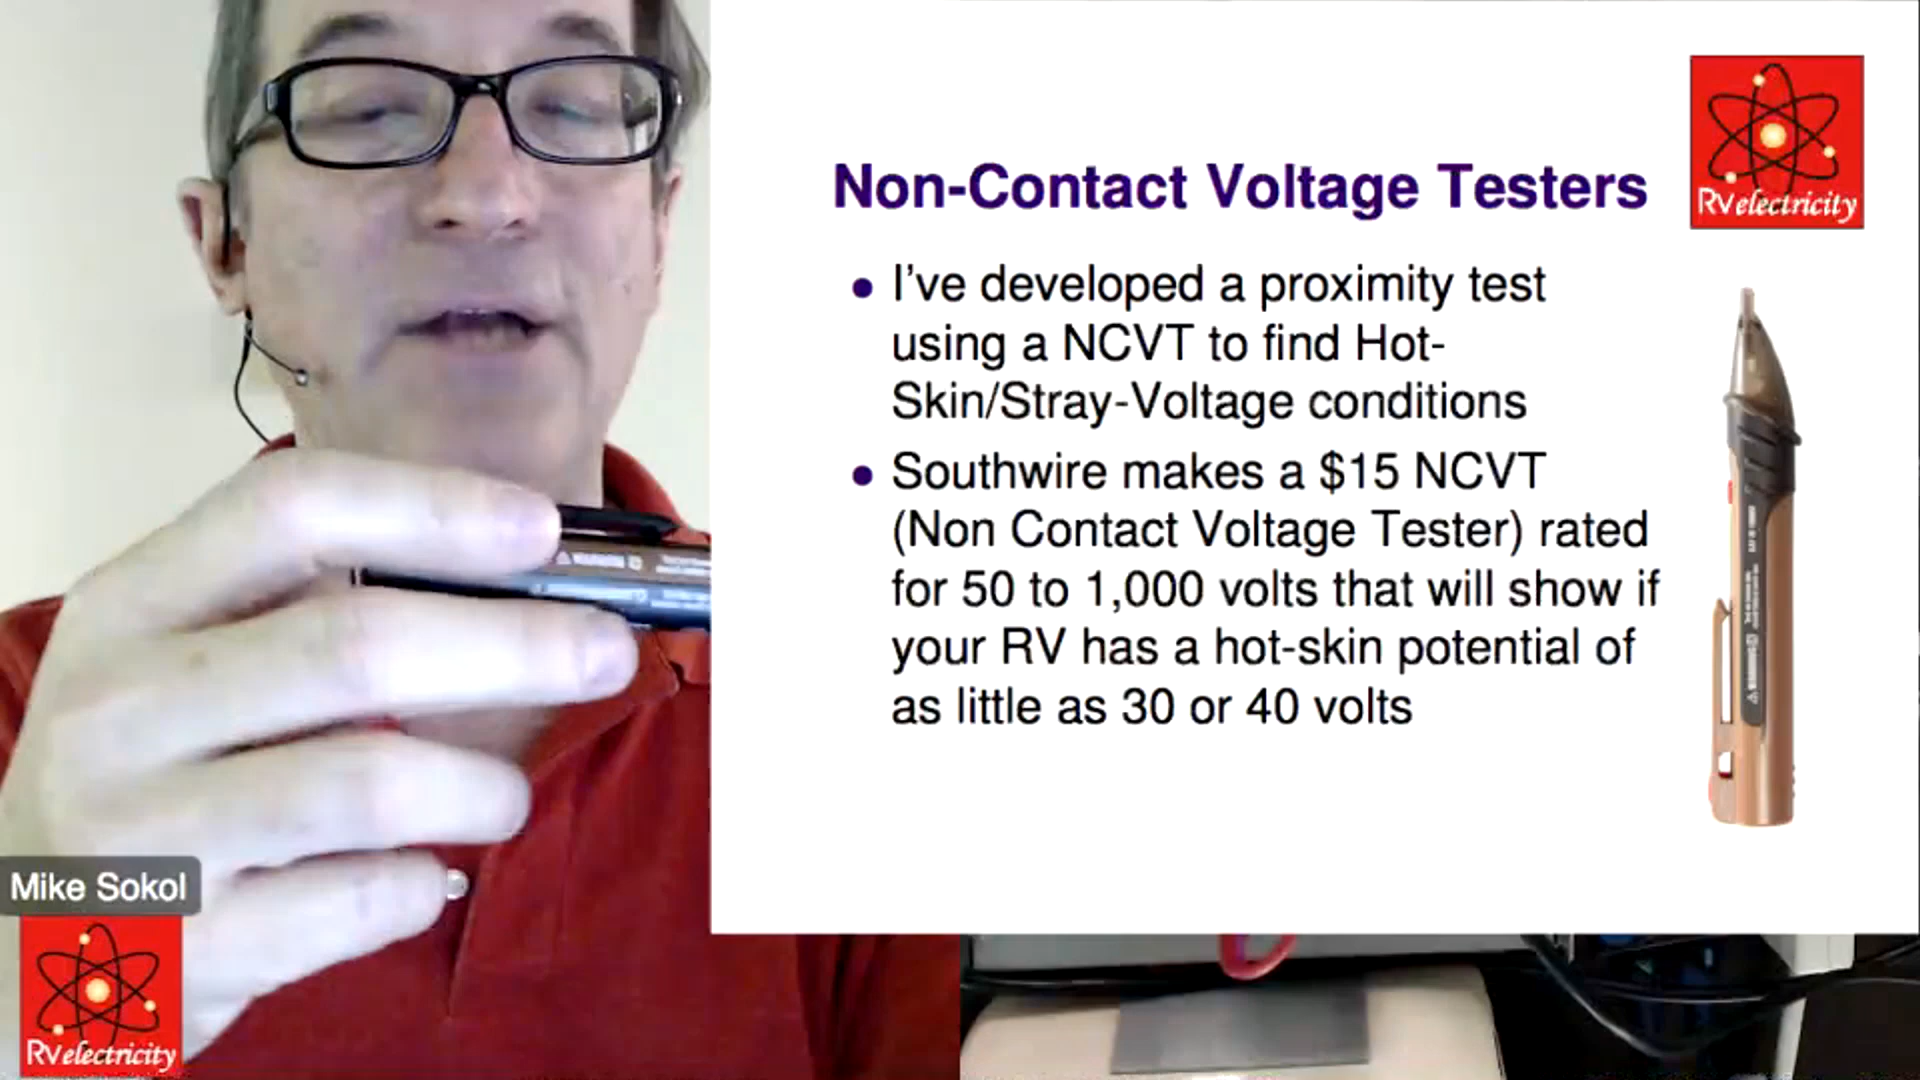 Non-Contact Voltage Testers
RVelectricity
• I've developed a proximity test
using a NCVT to find Hot-
Skin/Stray-Voltage conditions
• Southwire makes a $15 NCVT
(Non Contact Voltage Tester) rated
for 50 to 1,000 volts that will show if
your RV has a hot-skin potential of
as little as 30 or 40 volts
Mike Sokol
RVelectricity